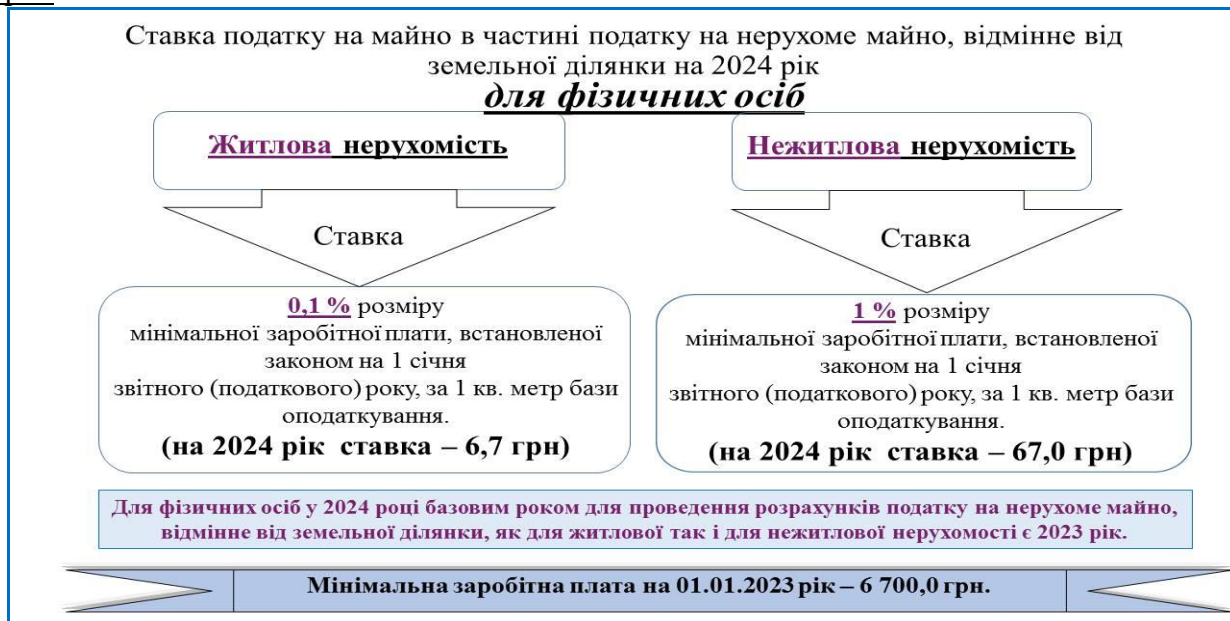 Ставка податку на майно в частині податку на нерухоме майно, відмінне від
земельної ділянки на 2024 рік
для фізичних осіб
Житлова нерухомість
Ставка
0,1 % розміру
мінімальної заробітної плати, встановленої
законом на 1 січня
звітного (податкового) року, за 1 кв. метр бази
оподаткування.
(на 2024 рік ставка – 6,7 грн)
Нежитлова нерухомість
Ставка
1 % розміру
мінімальної заробітної плати, встановленої
законом на 1 січня
звітного (податкового) року, за 1 кв. метр бази
оподаткування.
(на 2024 рік ставка – 67,0 грн)
Для фізичних осіб у 2024 році базовим роком для проведення розрахунків податку на нерухоме майно,
відмінне від земельної ділянки, як для житлової так і для нежитлової нерухомості є 2023 рік.
Мінімальна заробітна плата на 01.01.2023 рік – 6 700,0 грн.